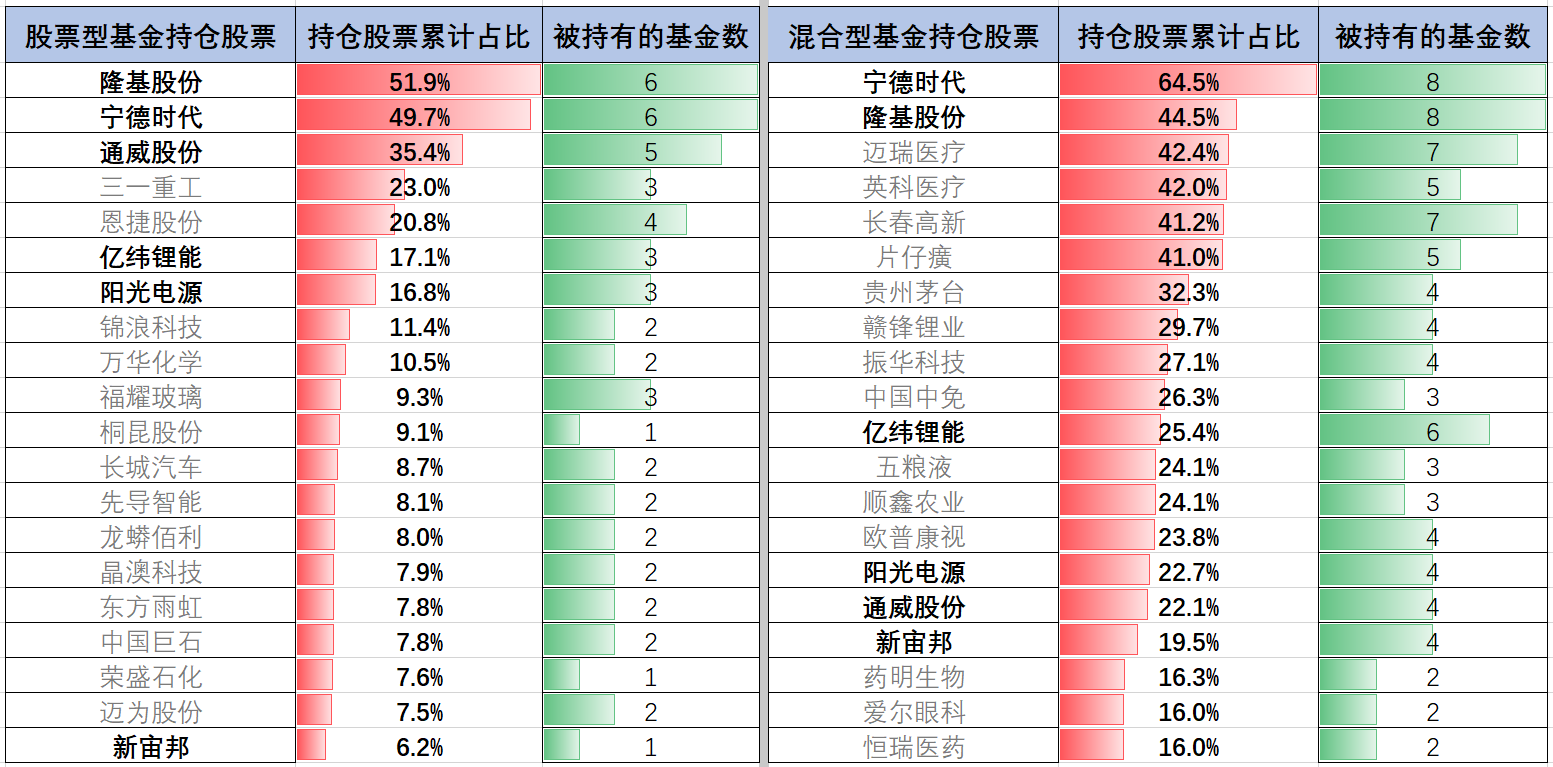 股票型基金持仓股票 持仓股票累计占比 被持有的基金数 混合型基金持仓股票 持仓股票累计占比 被持有的基金数
隆基股份 51.9% 6 宁德时代 64.5% 8
宁德时代 49.7% 6 隆基股份 44.5% 8
通威股份 35.4% 5 迈瑞医疗 42.4% 7
三一重工 23.0% 3 英科医疗 42.0% 5
恩捷股份 20.8% 4 长春高新 41.2% 7
亿纬锂能 17.1% 3 片仔癀 41.0% 5
阳光电源 16.8% 3 贵州茅台 32.3% 4
锦浪科技 11.4% 2 赣锋锂业 29.7% 4
万华化学 10.5% 2 振华科技 27.1% 4
福耀玻璃 9.3% 3 中国中免 26.3% 3
桐昆股份 9.1% 1 亿纬锂能 25.4% 6
长城汽车 8.7% 2 五粮液 24.1% 3
先导智能 8.1% 2 顺鑫农业 24.1% 3
龙蟒佰利 8.0% 2 欧普康视 23.8% 4
晶澳科技 7.9% 2 阳光电源 22.7% 4
东方雨虹 7.8% 2 通威股份 22.1% 4
中国巨石 7.8% 2 新宙邦 19.5% 4
荣盛石化 7.6% 1 药明生物 16.3% 2
迈为股份 7.5% 2 爱尔眼科 16.0% 2
新宙邦 6.2% 1 恒瑞医药 16.0% 2